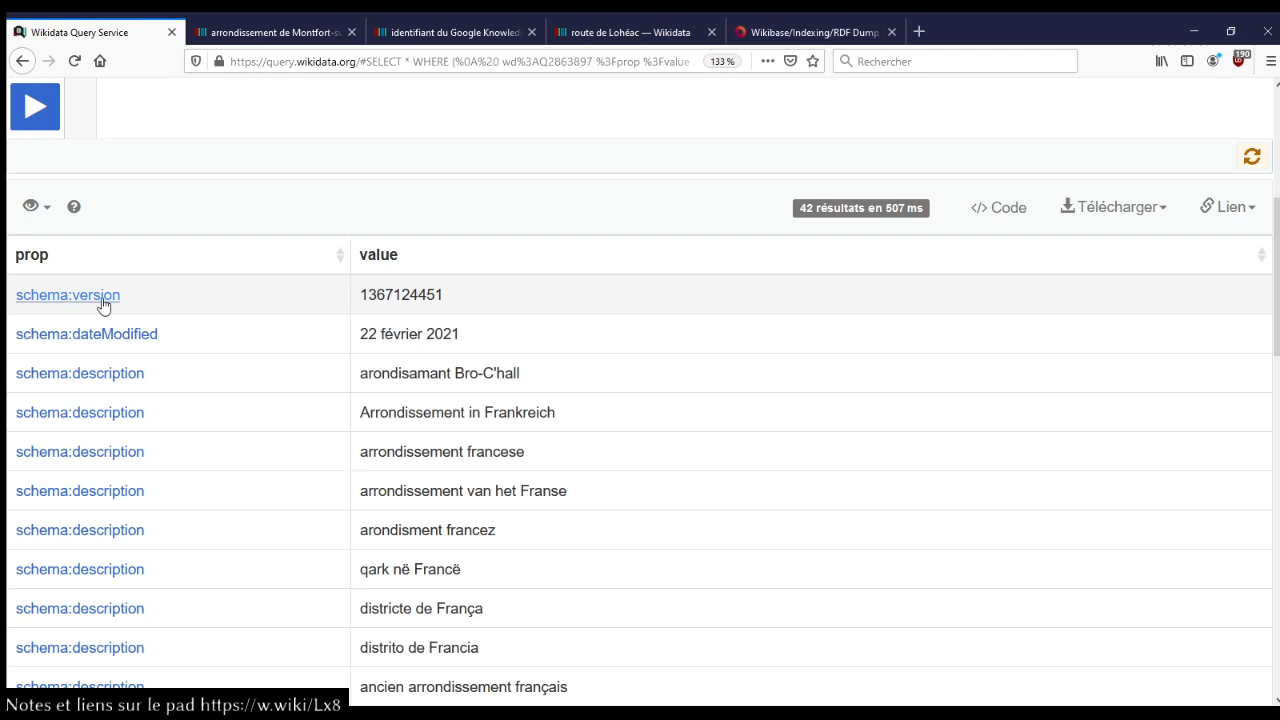 Wikidata Query Service
arrondissement de Montfort-su
identifiant du Google Knowled
route de Lohéac — Wikidata
Wikibase/Indexing/RDF Dump
https://query.wikidata.org/#SELECT * WHERE {%0A%20 wd%3AQ2863897 %3Fprop %3Fvalue
133 %
Rechercher
190
42 résultats en 507 ms
</> Code
Télécharger
Lien
prop
value
schema:version
1367124451
schema:dateModified
22 février 2021
schema:description
arondisamant Bro-C'hall
schema:description
Arrondissement in Frankreich
schema:description
arrondissement francese
schema:description
arrondissement van het Franse
schema:description
arondisment francez
schema:description
qark në Francë
schema:description
districte de França
schema:description
distrito de Francia
schema:description
ancien arrondissement français
Notes et liens sur le pad https://w.wiki/Lx8